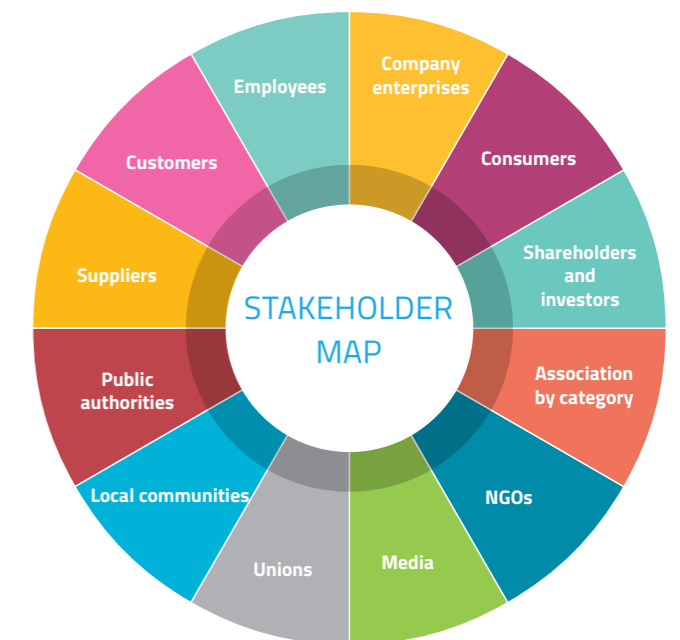 Employees
Company
enterprises
Consumers
Shareholders
and
investors
Association
by category
NGOs
Media
Unions
Local communities
Public
authorities
Suppliers
Customers
STAKEHOLDER
MAP